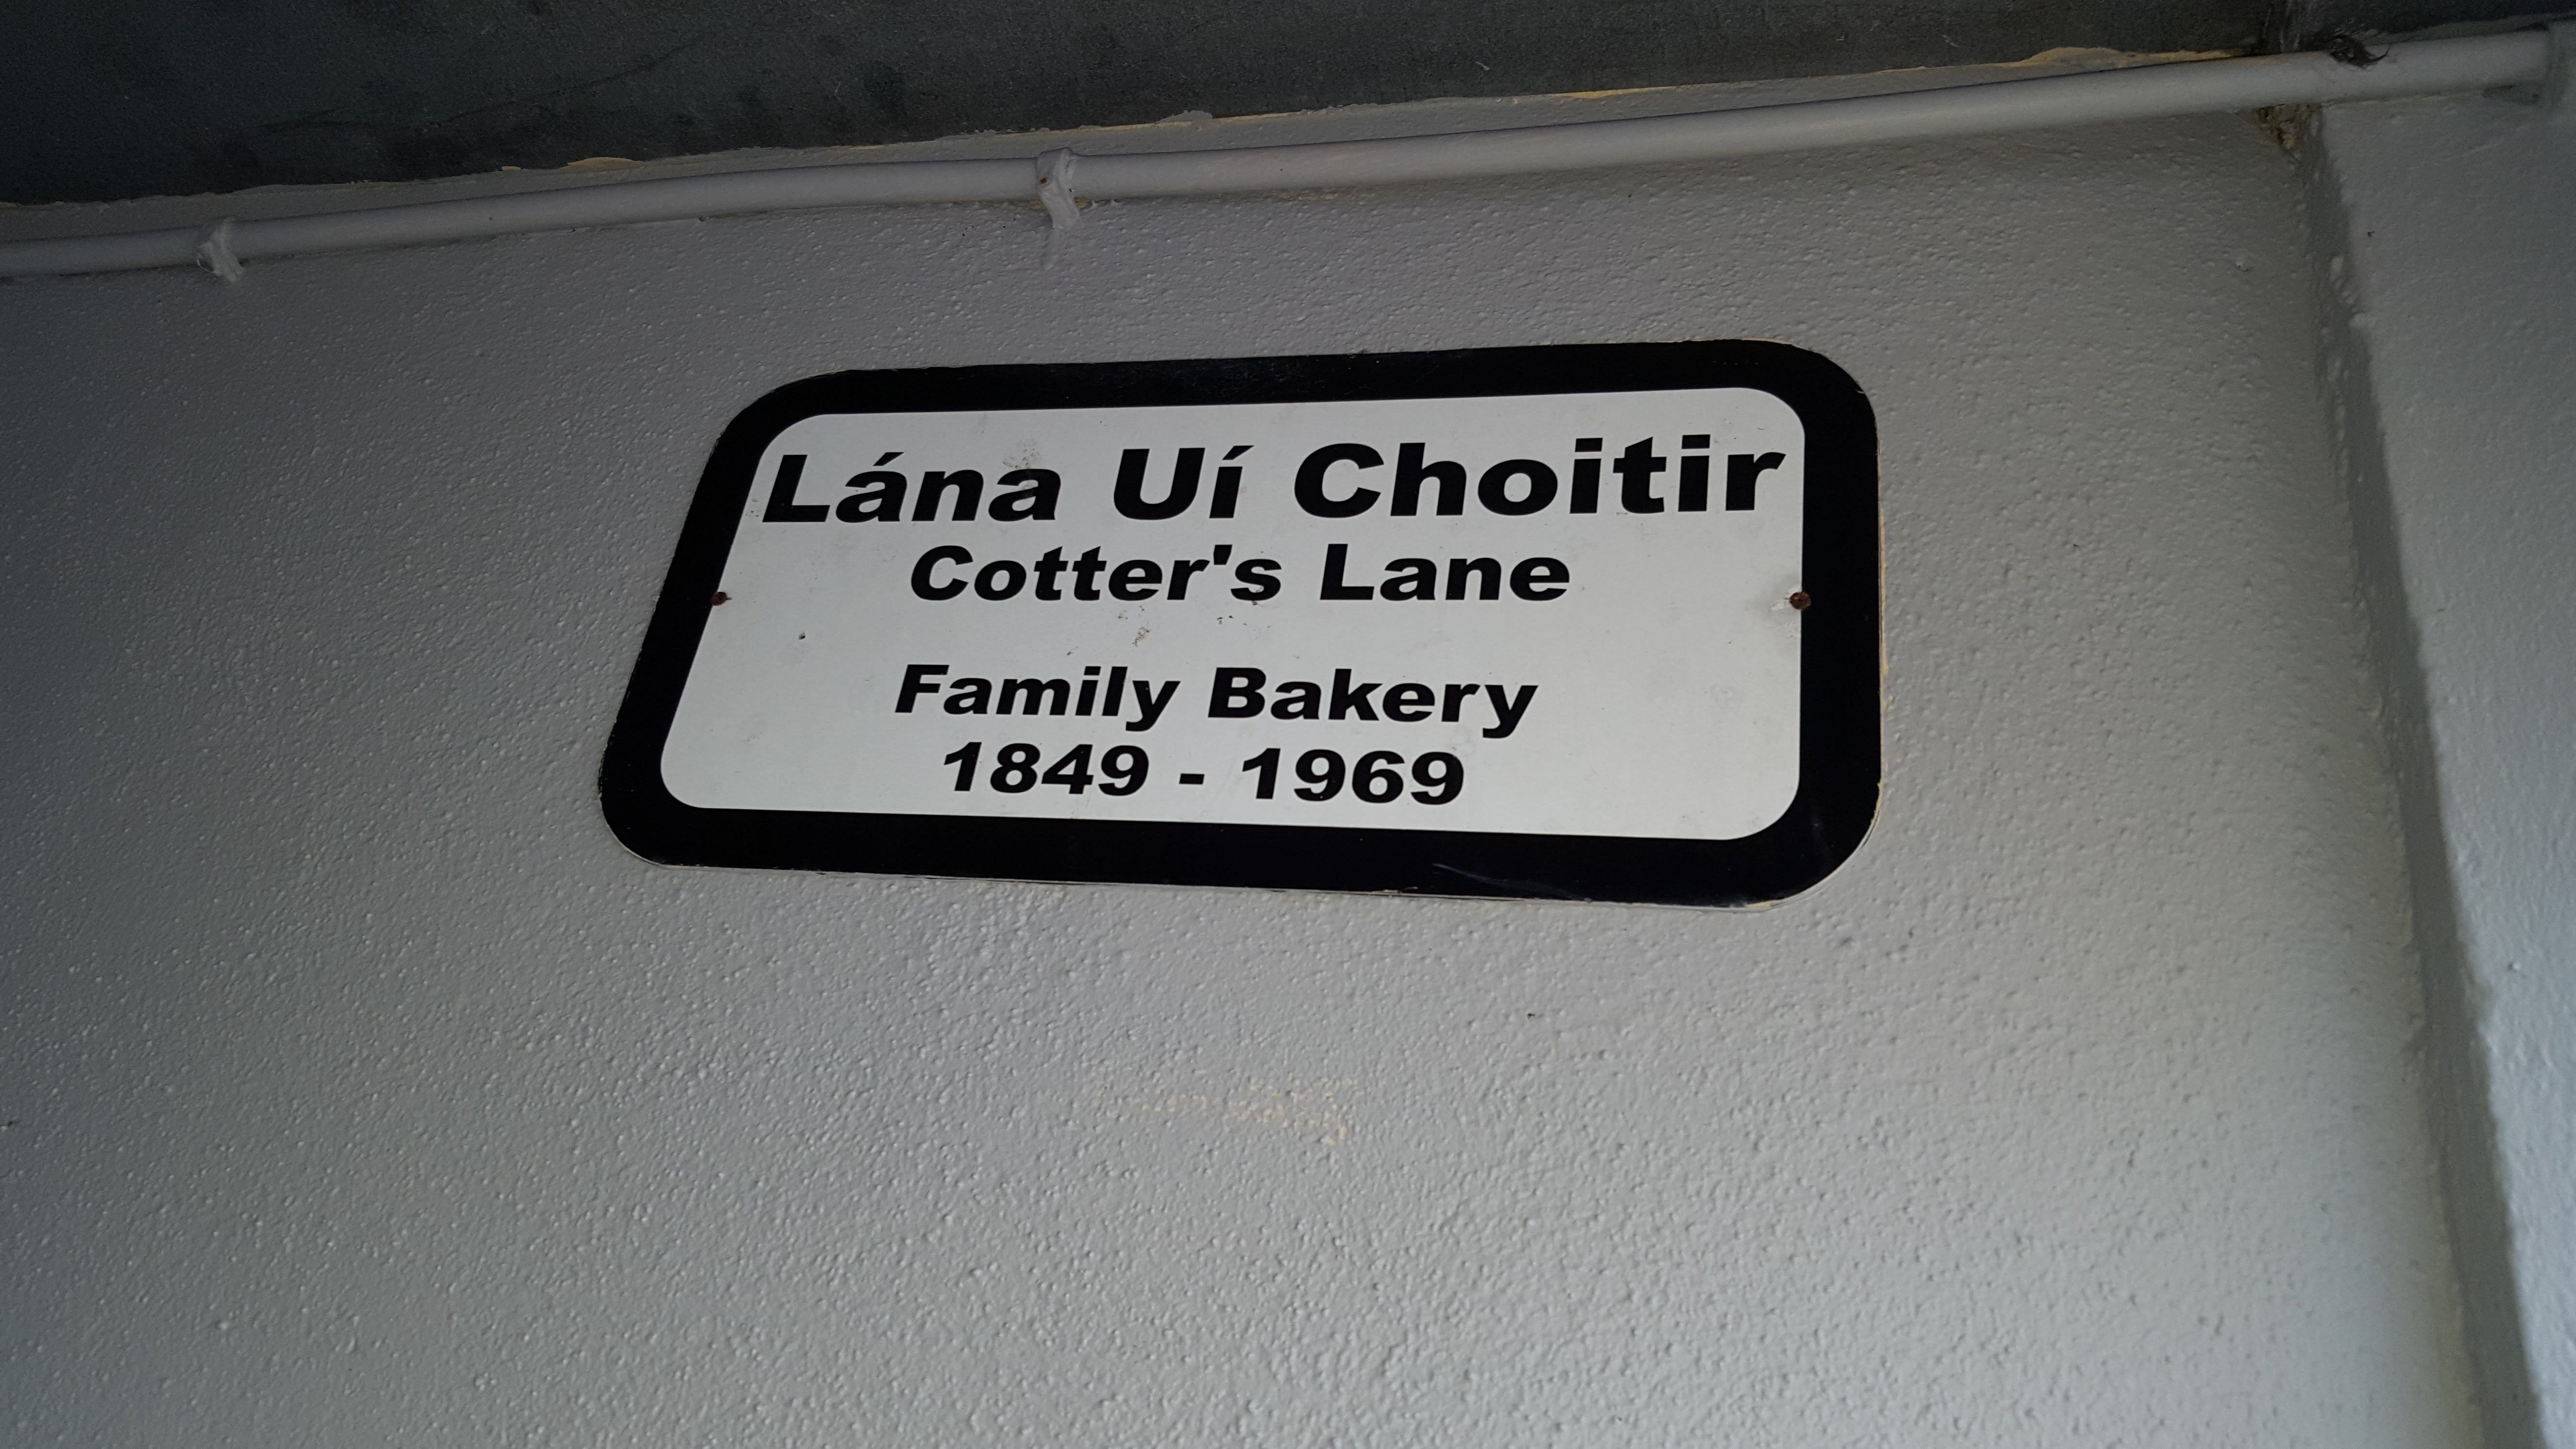 Lána Uí Choitir
Cotter's Lane
Family Bakery
1849 - 1969